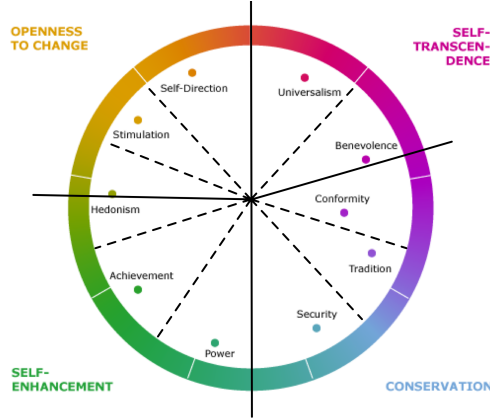 OPENNESS
TO CHANGE
SELF-
TRANSCEN-
DENCE
Self-Direction
Universalism
Stimulation
Benevolence
Hedonism
Conformity
Achievement
Tradition
Security
Power
SELF-
ENHANCEMENT
CONSERVATION